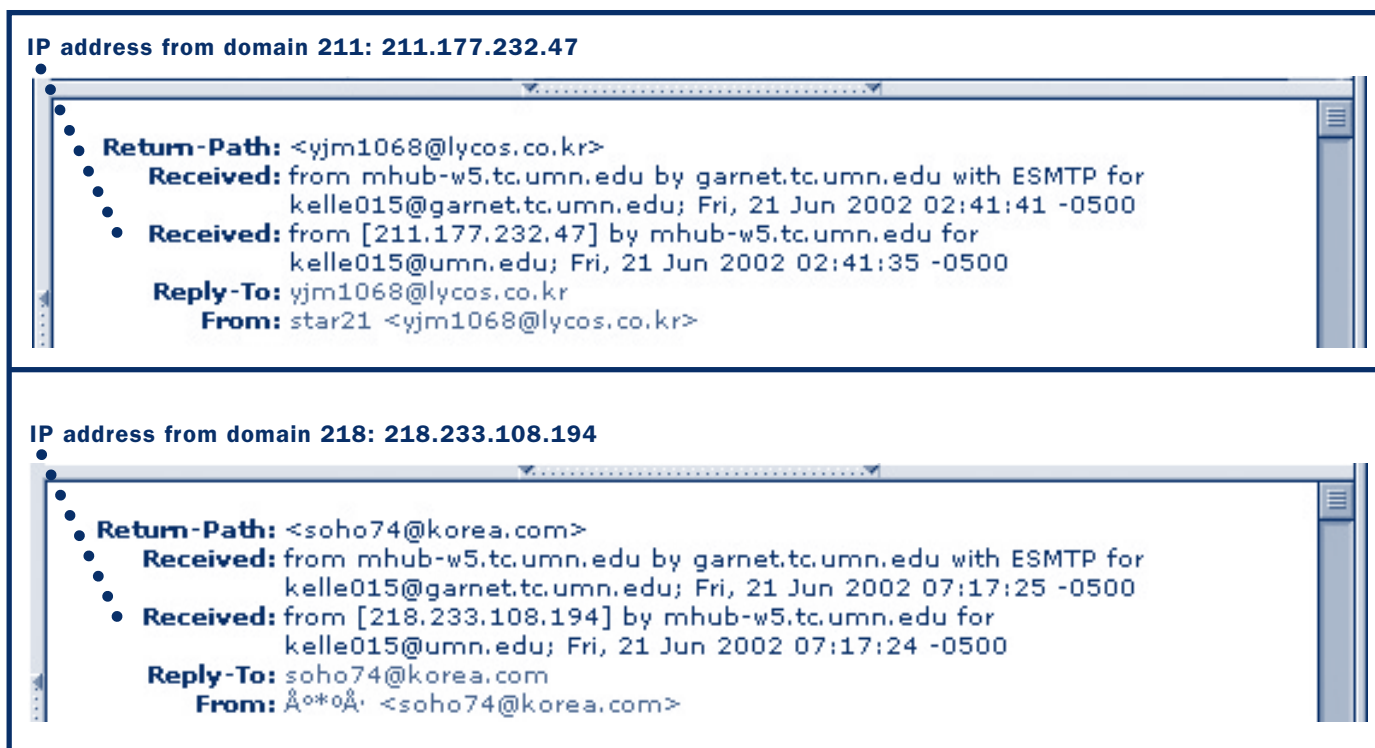 IP address from domain 211: 211.177.232.47
Return-Path: <yjm1068@lycos.co.kr>
Received: from mhub-w5.tc.umn.edu by garnet.tc.umn.edu with ESMTP for
kelle015@garnet.tc.umn.edu; Fri, 21 Jun 2002 02:41:41 -0500
Received: from [211.177.232.47] by mhub-w5.tc.umn.edu for
kelle015@umn.edu; Fri, 21 Jun 2002 02:41:35 -0500
Reply-To: yjm1068@lycos.co.kr
From: star21 <yjm1068@lycos.co.kr>
IP address from domain 218: 218.233.108.194
Return-Path: <soho74@korea.com>
Received: from mhub-w5.tc.umn.edu by garnet.tc.umn.edu with ESMTP for
kelle015@garnet.tc.umn.edu; Fri, 21 Jun 2002 07:17:25 -0500
Received: from [218.233.108.194] by mhub-w5.tc.umn.edu for
kelle015@umn.edu; Fri, 21 Jun 2002 07:17:24 -0500
Reply-To: soho74@korea.com
From: Åº*ºÅ· <soho74@korea.com>